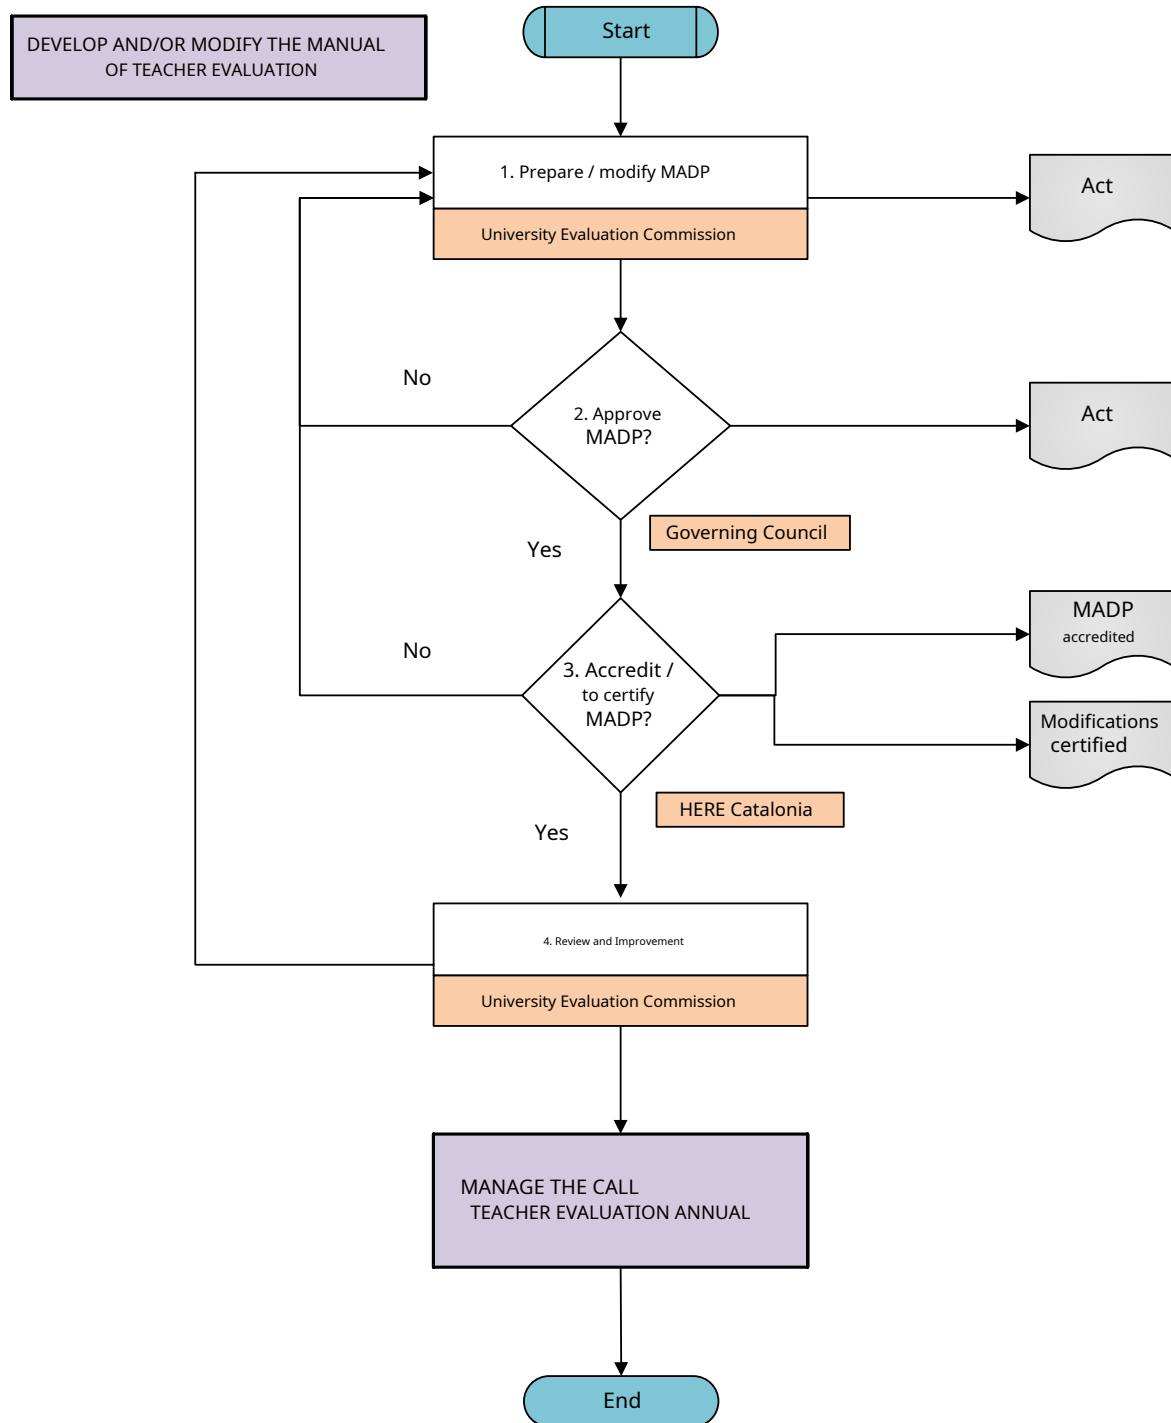 Start
DEVELOP AND/OR MODIFY THE MANUAL
OF TEACHER EVALUATION
1. Prepare / modify MADP
Act
University Evaluation Commission
No
2. Approve
MADP?
Act
Governing Council
Yes
MADP
accredited
No
3. Accredit /
to certify
MADP?
Modifications
certified
HERE Catalonia
Yes
4. Review and Improvement
University Evaluation Commission
MANAGE THE CALL
TEACHER EVALUATION ANNUAL
End